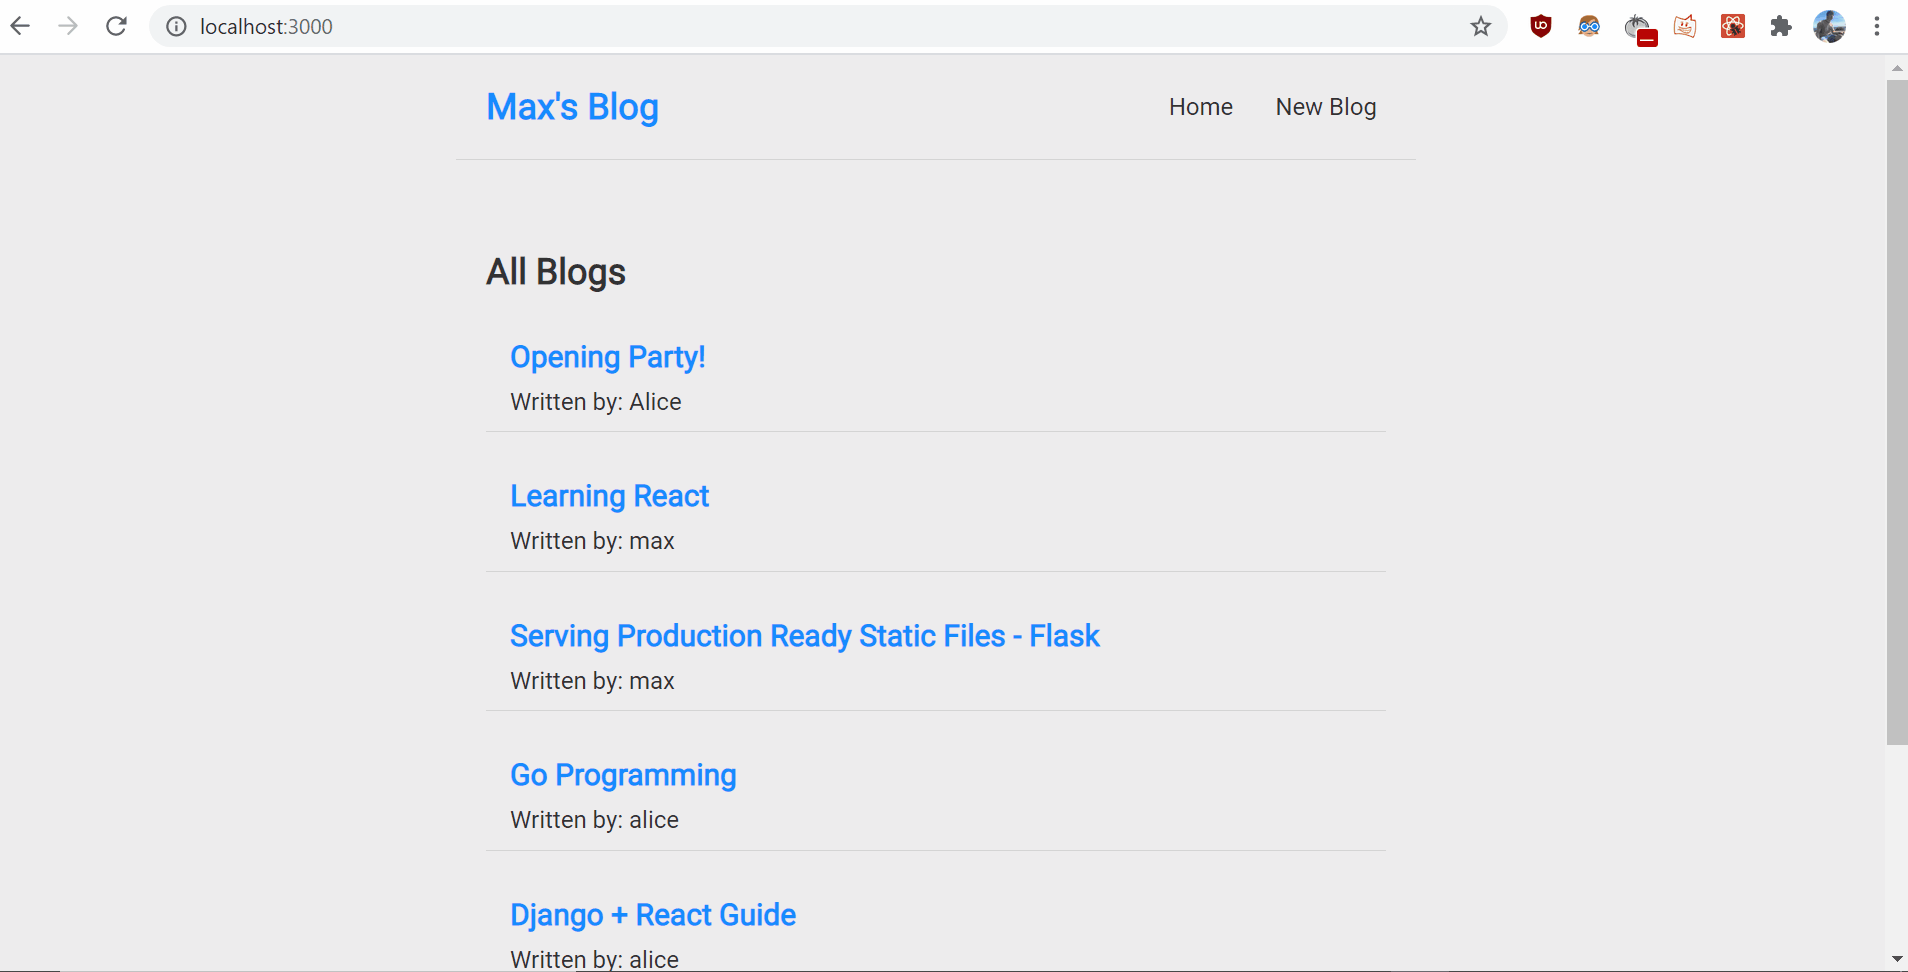 localhost:3000
Max's Blog
Home
New Blog
All Blogs
Opening Party!
Written by: Alice
Learning React
Written by: max
Serving Production Ready Static Files - Flask
Written by: max
Go Programming
Written by: alice
Django + React Guide
Written by: alice